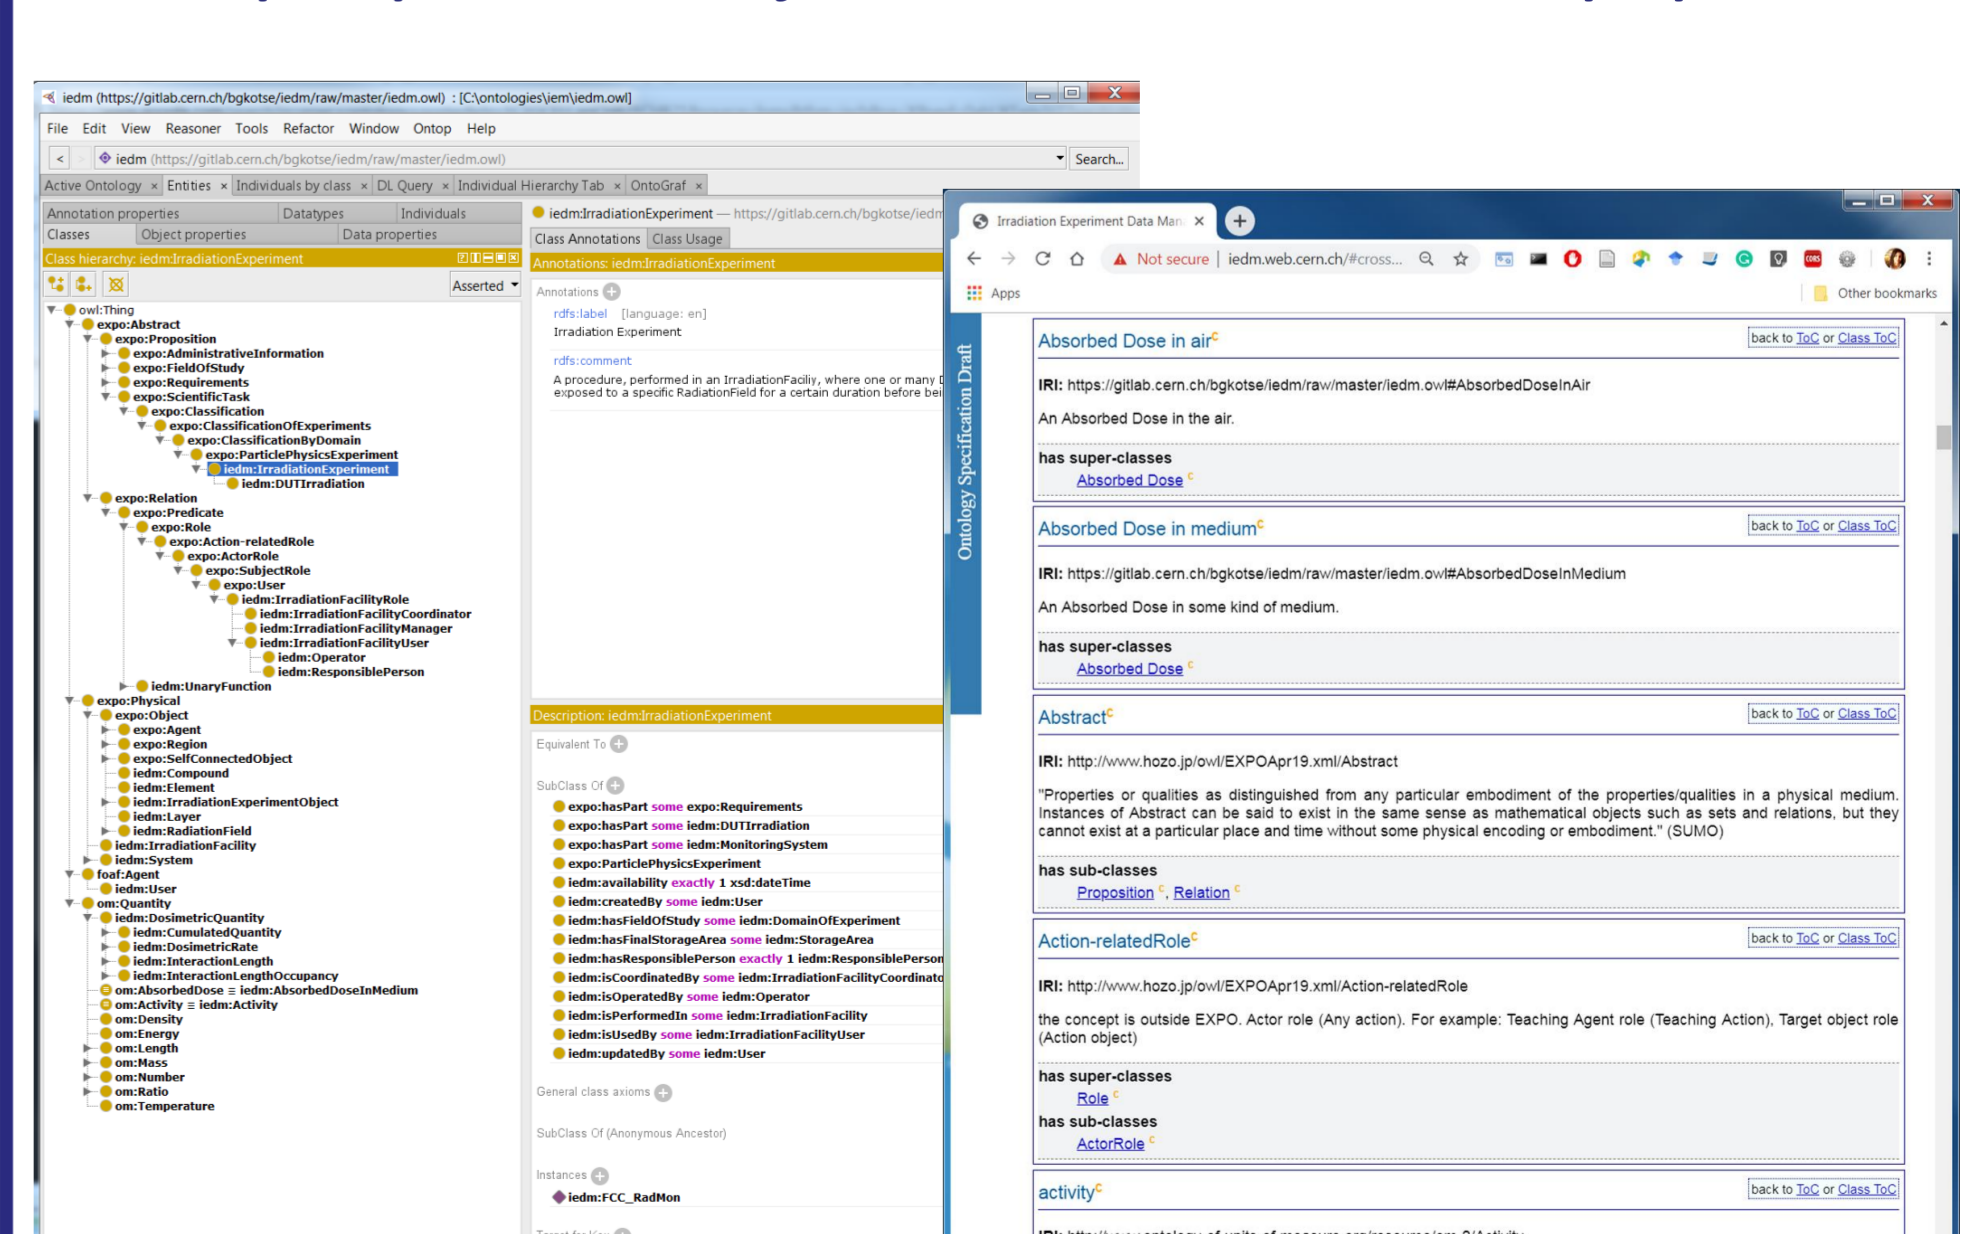 iedm (https://gitlab.cern.ch/bgkotse/iedm/raw/master/iedm.owl) : [C:\ontologies\iem\iedm.owl]
File Edit View Reasoner Tools Refactor Window Ontop Help
< > iedm (https://gitlab.cern.ch/bgkotse/iedm/raw/master/iedm.owl) Search...
Active Ontology × Entities × Individuals by class × DL Query × Individual Hierarchy Tab × OntoGraf ×
Annotation properties Datatypes Individuals
Classes Object properties Data properties
Class hierarchy: iedm:IrradiationExperiment
Asserted
owl:Thing
expo:Abstract
expo:Proposition
expo:AdministrativeInformation
expo:FieldOfStudy
expo:Requirements
expo:ScientificTask
expo:Classification
expo:ClassificationOfExperiments
expo:ClassificationByDomain
expo:ParticlePhysicsExperiment
iedm:IrradiationExperiment
iedm:DUTIrradiation
expo:Relation
expo:Predicate
expo:Role
expo:Action-relatedRole
expo:ActorRole
expo:SubjectRole
expo:User
iedm:IrradiationFacilityRole
iedm:IrradiationFacilityCoordinator
iedm:IrradiationFacilityManager
iedm:IrradiationFacilityUser
iedm:Operator
iedm:ResponsiblePerson
iedm:UnaryFunction
expo:Physical
expo:Object
expo:Agent
expo:Region
expo:SelfConnectedObject
iedm:Compound
iedm:Element
iedm:IrradiationExperimentObject
iedm:Layer
iedm:RadiationField
iedm:IrradiationFacility
iedm:System
foaf:Agent
iedm:User
om:Quantity
iedm:DosimetricQuantity
iedm:CumulatedQuantity
iedm:DosimetricRate
iedm:InteractionLength
iedm:InteractionLengthOccupancy
om:AbsorbedDose ≡ iedm:AbsorbedDoseInMedium
om:Activity ≡ iedm:Activity
om:Density
om:Energy
om:Length
om:Mass
om:Number
om:Ratio
om:Temperature
iedm:IrradiationExperiment — https://gitlab.cern.ch/bgkotse/iedm
Class Annotations Class Usage
Annotations: iedm:IrradiationExperiment
Annotations
rdfs:label [language: en]
Irradiation Experiment
rdfs:comment
A procedure, performed in an IrradiationFaciliy, where one or many
exposed to a specific RadiationField for a certain duration before bei
Description: iedm:IrradiationExperiment
Equivalent To
SubClass Of
expo:hasPart some expo:Requirements
expo:hasPart some iedm:DUTIrradiation
expo:hasPart some iedm:MonitoringSystem
expo:ParticlePhysicsExperiment
iedm:availability exactly 1 xsd:dateTime
iedm:createdBy some iedm:User
iedm:hasFieldOfStudy some iedm:DomainOfExperiment
iedm:hasFinalStorageArea some iedm:StorageArea
iedm:hasResponsiblePerson exactly 1 iedm:ResponsiblePerson
iedm:isCoordinatedBy some iedm:IrradiationFacilityCoordinato
iedm:isOperatedBy some iedm:Operator
iedm:isPerformedIn some iedm:IrradiationFacility
iedm:isUsedBy some iedm:IrradiationFacilityUser
iedm:updatedBy some iedm:User
General class axioms
SubClass Of (Anonymous Ancestor)
Instances
iedm:FCC_RadMon
Target for Key
Irradiation Experiment Data Man
Not secure | iedm.web.cern.ch/#cross...
CORS
Apps Other bookmarks
Ontology Specification Draft
Absorbed Dose in air c back to ToC or Class ToC
IRI: https://gitlab.cern.ch/bgkotse/iedm/raw/master/iedm.owl#AbsorbedDoseInAir
An Absorbed Dose in the air.
has super-classes
Absorbed Dose c
Absorbed Dose in medium c back to ToC or Class ToC
IRI: https://gitlab.cern.ch/bgkotse/iedm/raw/master/iedm.owl#AbsorbedDoseInMedium
An Absorbed Dose in some kind of medium.
has super-classes
Absorbed Dose c
Abstract c back to ToC or Class ToC
IRI: http://www.hozo.jp/owl/EXPOApr19.xml/Abstract
"Properties or qualities as distinguished from any particular embodiment of the properties/qualities in a physical medium.
Instances of Abstract can be said to exist in the same sense as mathematical objects such as sets and relations, but they
cannot exist at a particular place and time without some physical encoding or embodiment." (SUMO)
has sub-classes
Proposition c, Relation c
Action-relatedRole c back to ToC or Class ToC
IRI: http://www.hozo.jp/owl/EXPOApr19.xml/Action-relatedRole
the concept is outside EXPO. Actor role (Any action). For example: Teaching Agent role (Teaching Action), Target object role
(Action object)
has super-classes
Role c
has sub-classes
ActorRole c
activity c back to ToC or Class ToC